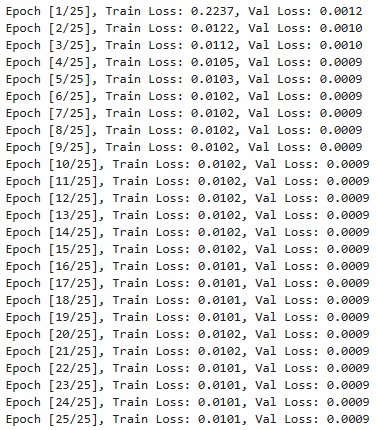 Epoch [1/25], Train Loss: 0.2237, Val Loss: 0.0012
Epoch [2/25], Train Loss: 0.0122, Val Loss: 0.0010
Epoch [3/25], Train Loss: 0.0112, Val Loss: 0.0010
Epoch [4/25], Train Loss: 0.0105, Val Loss: 0.0009
Epoch [5/25], Train Loss: 0.0103, Val Loss: 0.0009
Epoch [6/25], Train Loss: 0.0102, Val Loss: 0.0009
Epoch [7/25], Train Loss: 0.0102, Val Loss: 0.0009
Epoch [8/25], Train Loss: 0.0102, Val Loss: 0.0009
Epoch [9/25], Train Loss: 0.0102, Val Loss: 0.0009
Epoch [10/25], Train Loss: 0.0102, Val Loss: 0.0009
Epoch [11/25], Train Loss: 0.0102, Val Loss: 0.0009
Epoch [12/25], Train Loss: 0.0102, Val Loss: 0.0009
Epoch [13/25], Train Loss: 0.0102, Val Loss: 0.0009
Epoch [14/25], Train Loss: 0.0102, Val Loss: 0.0009
Epoch [15/25], Train Loss: 0.0102, Val Loss: 0.0009
Epoch [16/25], Train Loss: 0.0101, Val Loss: 0.0009
Epoch [17/25], Train Loss: 0.0101, Val Loss: 0.0009
Epoch [18/25], Train Loss: 0.0101, Val Loss: 0.0009
Epoch [19/25], Train Loss: 0.0101, Val Loss: 0.0009
Epoch [20/25], Train Loss: 0.0102, Val Loss: 0.0009
Epoch [21/25], Train Loss: 0.0102, Val Loss: 0.0009
Epoch [22/25], Train Loss: 0.0101, Val Loss: 0.0009
Epoch [23/25], Train Loss: 0.0101, Val Loss: 0.0009
Epoch [24/25], Train Loss: 0.0101, Val Loss: 0.0009
Epoch [25/25], Train Loss: 0.0101, Val Loss: 0.0009